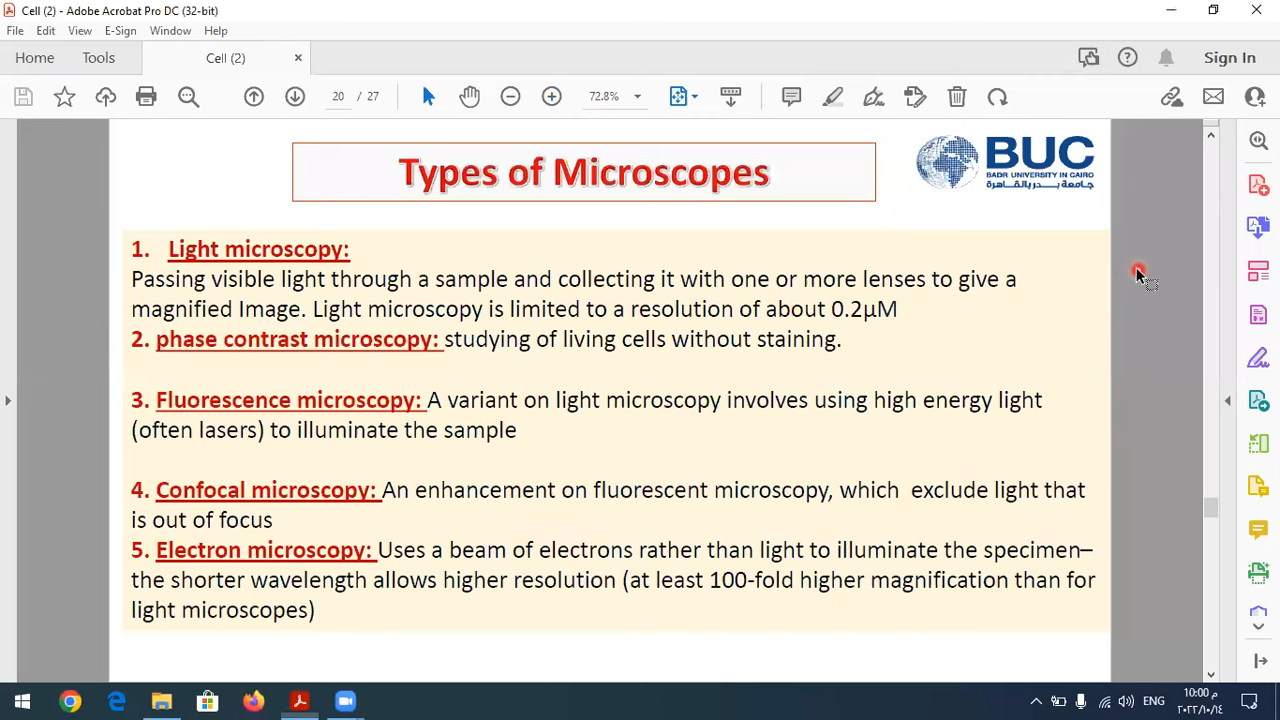 Cell (2) - Adobe Acrobat Pro DC (32-bit)
File Edit View E-Sign Window Help
Home Tools Cell (2) Sign In
20 / 27 72.8%
Types of Microscopes
BUC
BADR UNIVERSITY IN CAIRO
جامعة بدر بالقاهرة
1. Light microscopy:
Passing visible light through a sample and collecting it with one or more lenses to give a
magnified Image. Light microscopy is limited to a resolution of about 0.2µM
2. phase contrast microscopy: studying of living cells without staining.
3. Fluorescence microscopy: A variant on light microscopy involves using high energy light
(often lasers) to illuminate the sample
4. Confocal microscopy: An enhancement on fluorescent microscopy, which exclude light that
is out of focus
5. Electron microscopy: Uses a beam of electrons rather than light to illuminate the specimen–
the shorter wavelength allows higher resolution (at least 100-fold higher magnification than for
light microscopes)
ENG
10:00 م
٢٠٢٢/١٠/١٤